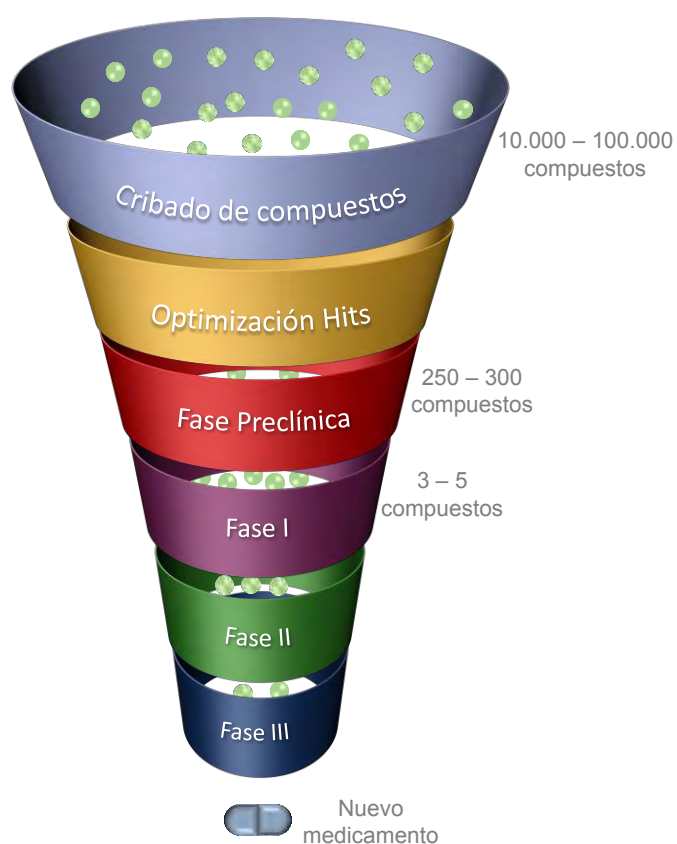 10.000 – 100.000
compuestos
Cribado de compuestos
Optimización Hits
250 – 300
compuestos
Fase Preclínica
3 – 5
compuestos
Fase I
Fase II
Fase III
Nuevo
medicamento